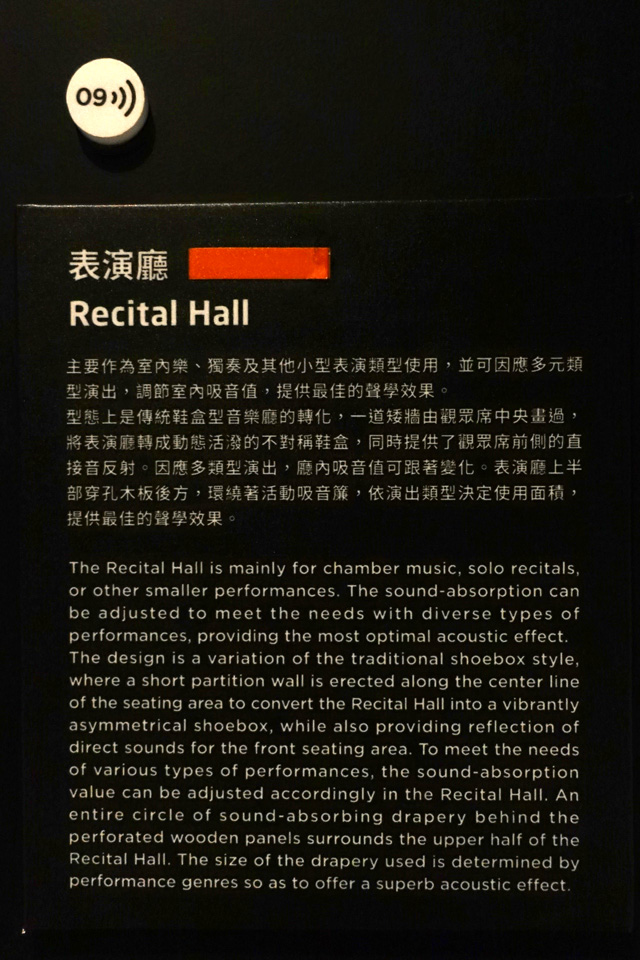 09
表演廳
Recital Hall
主要作為室內樂、獨奏及其他小型表演類型使用，並可因應多元類
型演出，調節室內吸音值，提供最佳的聲學效果。
型態上是傳統鞋盒型音樂廳的轉化，一道矮牆由觀眾席中央畫過，
將表演廳轉成動態活潑的不對稱鞋盒，同時提供了觀眾席前側的直
接音反射。因應多類型演出，廳內吸音值可跟著變化。表演廳上半
部穿孔木板後方，環繞著活動吸音簾，依演出類型決定使用面積，
提供最佳的聲學效果。
The Recital Hall is mainly for chamber music, solo recitals,
or other smaller performances. The sound-absorption can
be adjusted to meet the needs with diverse types of
performances, providing the most optimal acoustic effect.
The design is a variation of the traditional shoebox style,
where a short partition wall is erected along the center line
of the seating area to convert the Recital Hall into a vibrantly
asymmetrical shoebox, while also providing reflection of
direct sounds for the front seating area. To meet the needs
of various types of performances, the sound-absorption
value can be adjusted accordingly in the Recital Hall. An
entire circle of sound-absorbing drapery behind the
perforated wooden panels surrounds the upper half of the
Recital Hall. The size of the drapery used is determined by
performance genres so as to offer a superb acoustic effect.